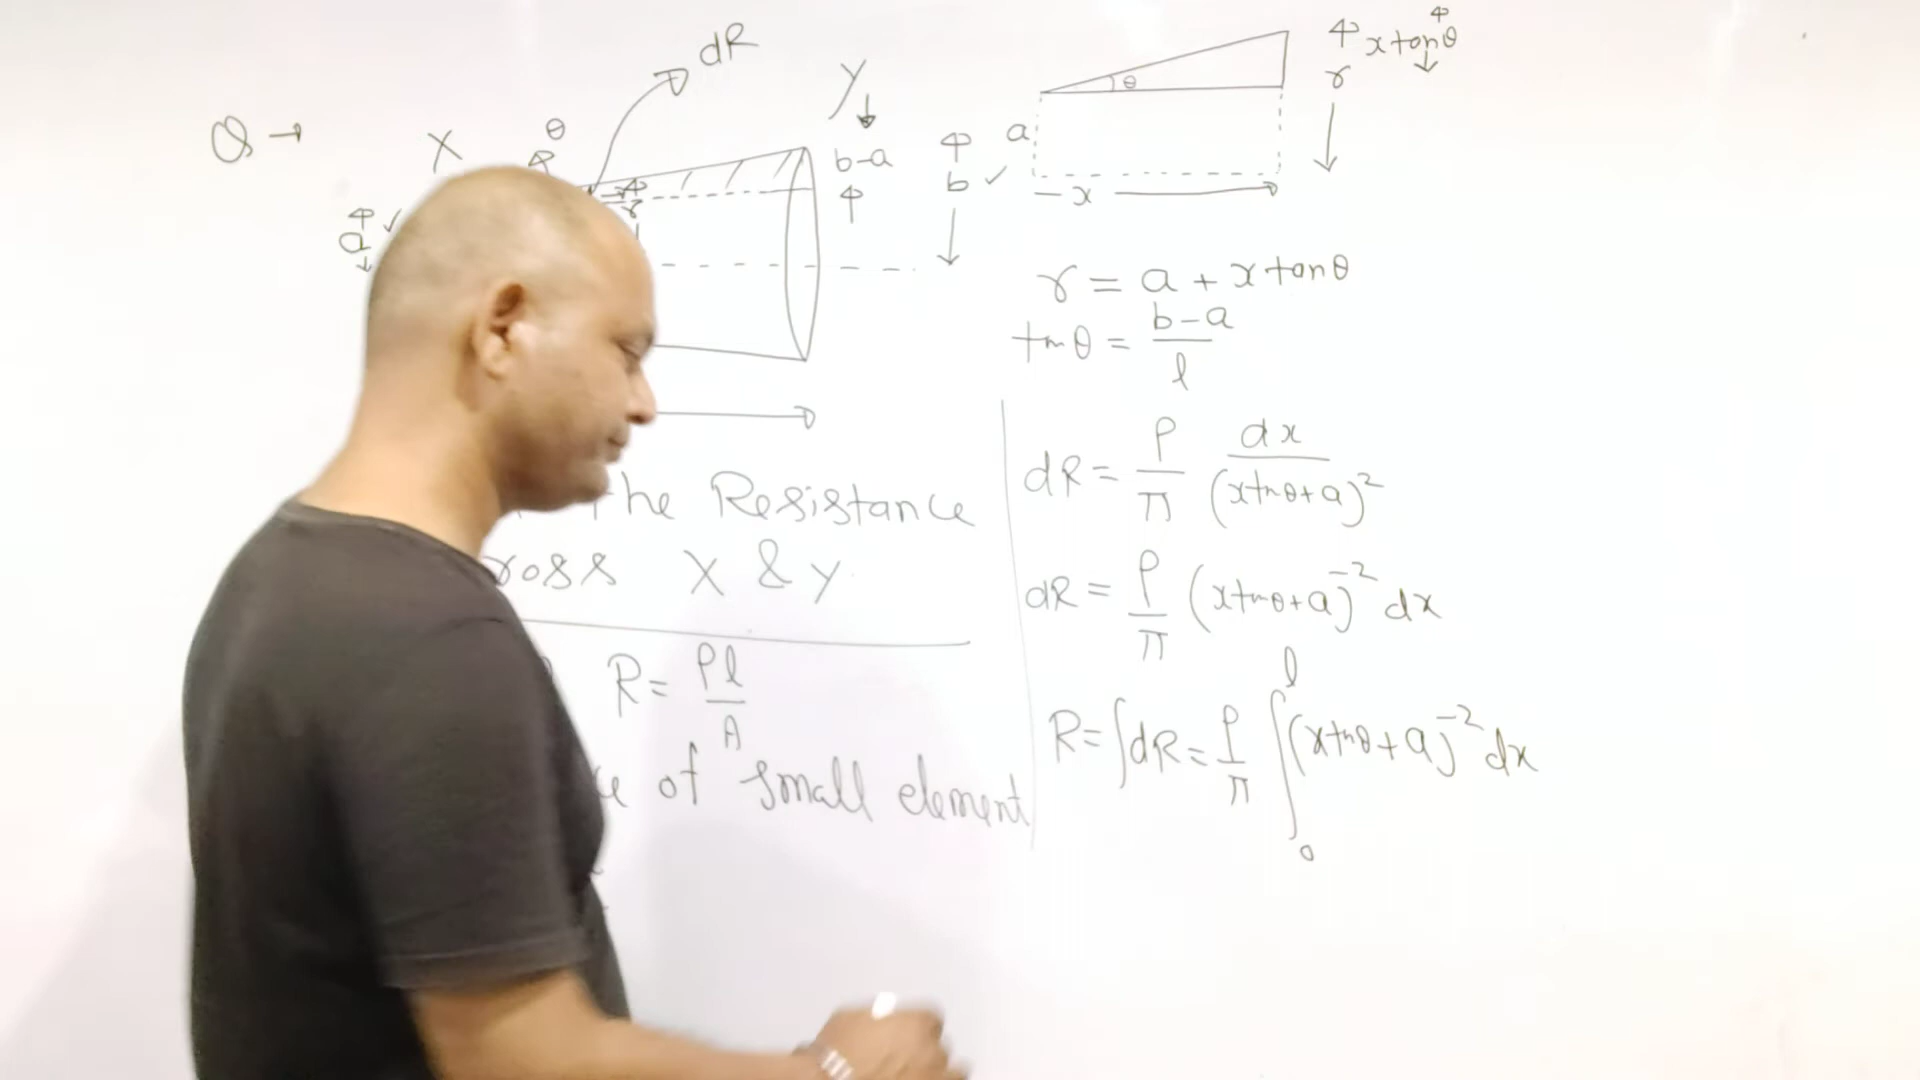 Q →
X
θ
dR
Y
a
r
b-a
b ✓
a
θ
x
r
x tanθ
r = a + x tanθ
tanθ = (b-a)/l
the Resistance
ross X & Y
R = ρl/A
of small element
dR = ρ/π dx/(x tanθ + a)²
dR = ρ/π (x tanθ + a)⁻² dx
R = ∫dR = ρ/π ∫₀ˡ (x tanθ + a)⁻² dx